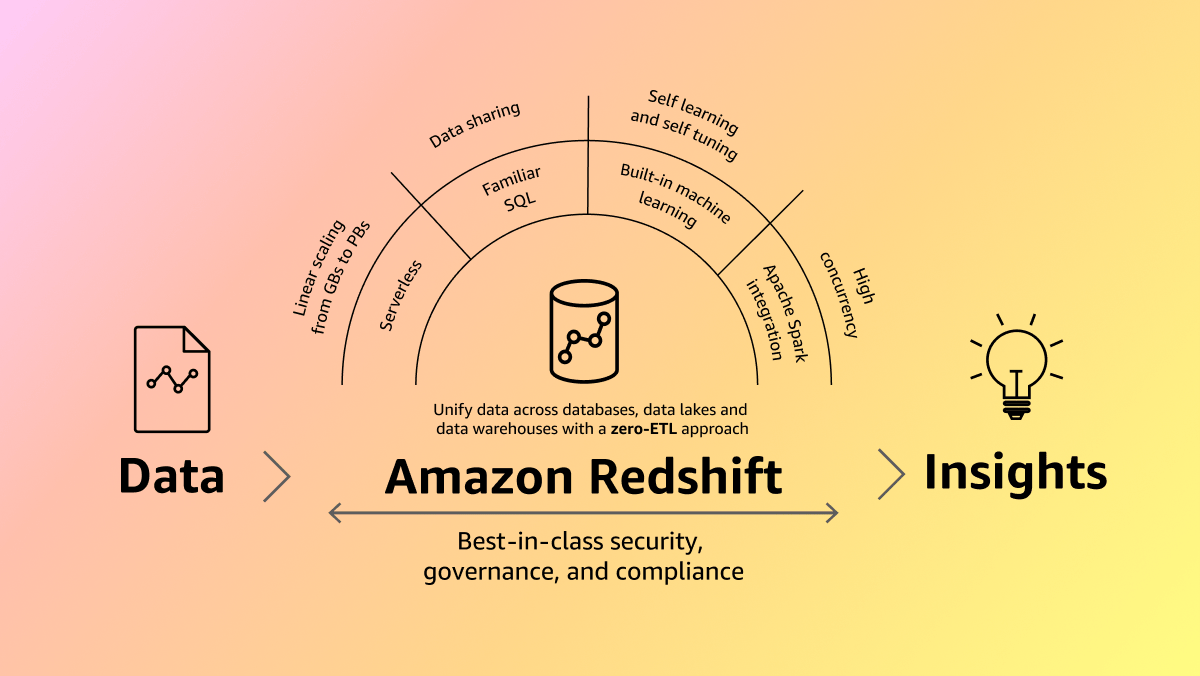 Data sharing
Self learning
and self tuning
Linear scaling
from GBs to PBs
Serverless
Familiar
SQL
Built-in machine
learning
Apache Spark
integration
High
concurrency
Unify data across databases, data lakes and
data warehouses with a zero-ETL approach
Data
Amazon Redshift
Insights
Best-in-class security,
governance, and compliance